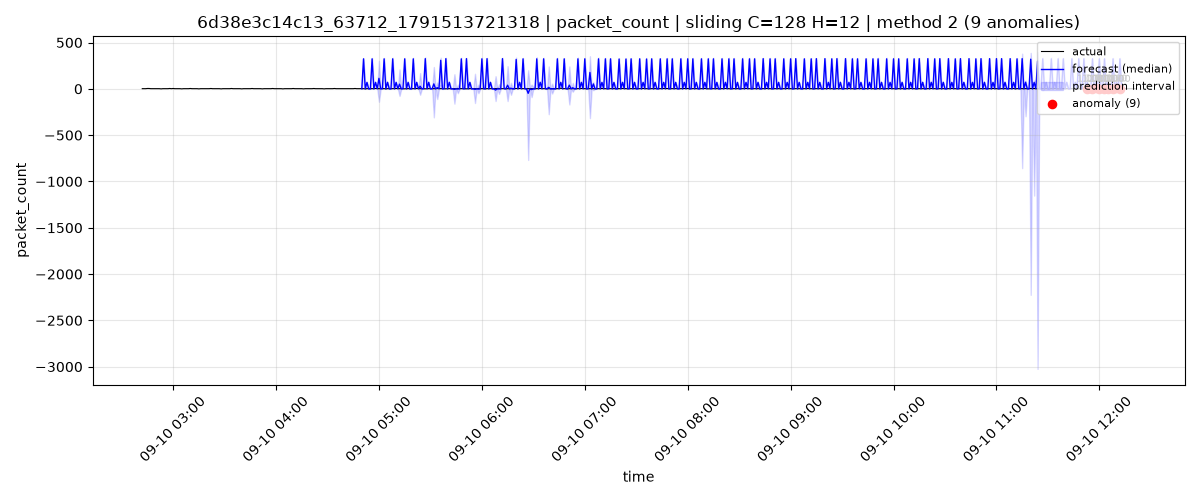 6d38e3c14c13_63712_1791513721318 | packet_count | sliding C=128 H=12 | method 2 (9 anomalies)
packet_count
500
0
−500
−1000
−1500
−2000
−2500
−3000
actual
forecast (median)
prediction interval
anomaly (9)
09-10 03:00
09-10 04:00
09-10 05:00
09-10 06:00
09-10 07:00
09-10 08:00
09-10 09:00
09-10 10:00
09-10 11:00
09-10 12:00
time